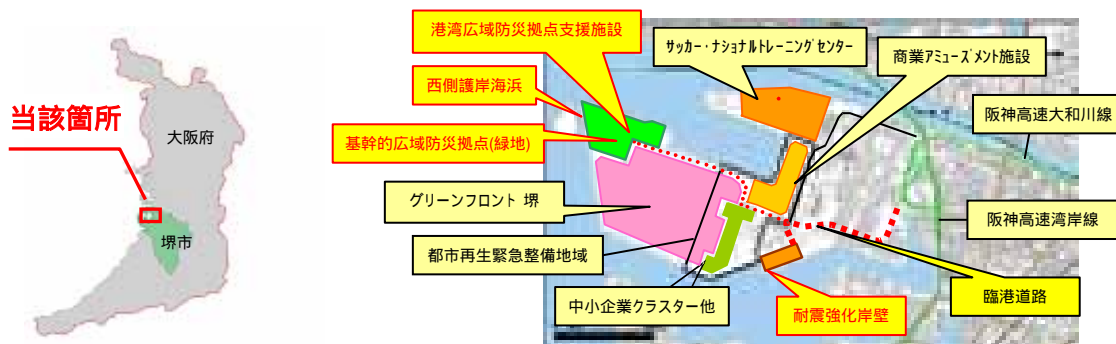 当該箇所
大阪府
堺市
港湾広域防災拠点支援施設
西側護岸海浜
基幹的広域防災拠点(緑地)
グリーンフロント 堺
都市再生緊急整備地域
中小企業クラスター他
サッカー・ナショナルトレーニングセンター
商業アミューズメント施設
阪神高速大和川線
阪神高速湾岸線
臨港道路
耐震強化岸壁